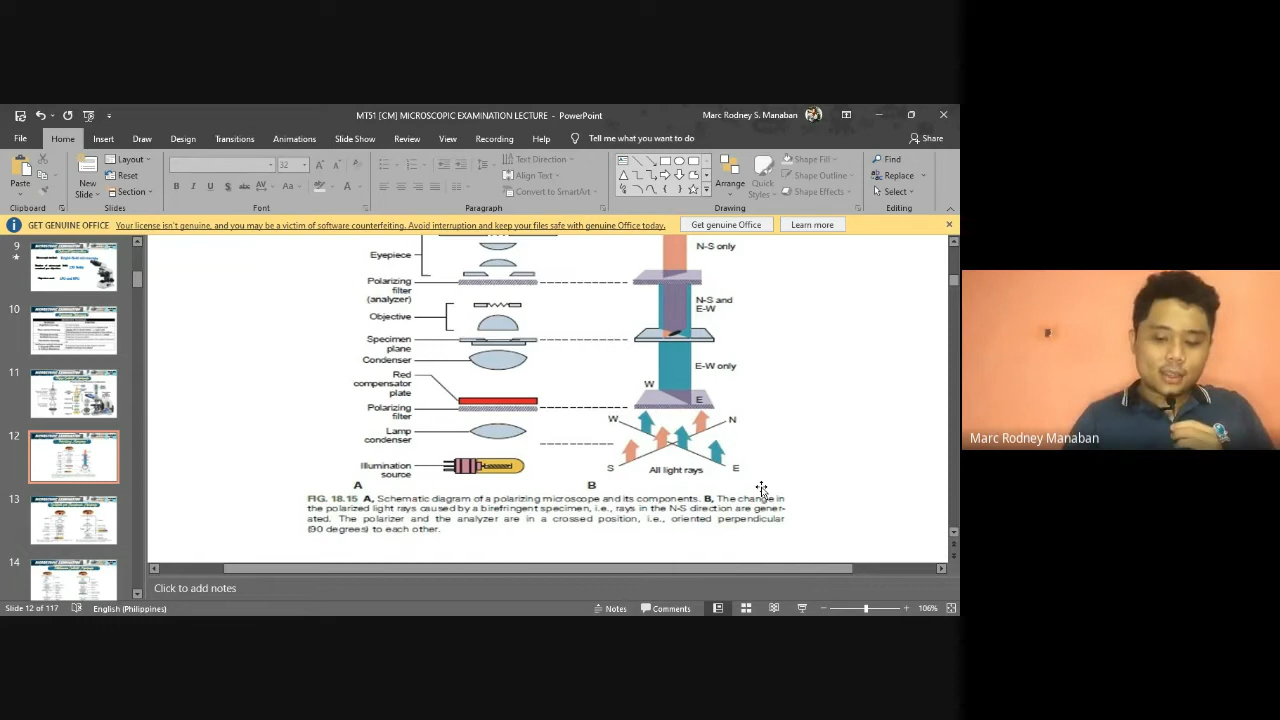 MT51 [CM] MICROSCOPIC EXAMINATION LECTURE - PowerPoint
Marc Rodney S. Manaban
File Home Insert Draw Design Transitions Animations Slide Show Review View Recording Help Tell me what you want to do
Share
Paste
New
Slide
Layout
Reset
Section
32
Text Direction
Align Text
Convert to SmartArt
Arrange
Quick
Styles
Shape Fill
Shape Outline
Shape Effects
Find
Replace
Select
Clipboard Slides Font Paragraph Drawing Editing
GET GENUINE OFFICE Your license isn't genuine, and you may be a victim of software counterfeiting. Avoid interruption and keep your files safe with genuine Office today. Get genuine Office Learn more
9
10
11
12
13
14
Eyepiece
Polarizing
filter
(analyzer)
Objective
Specimen
plane
Condenser
Red
compensator
plate
Polarizing
filter
Lamp
condenser
Illumination
source
A
N-S only
N-S and
E-W
E-W only
W
E
W
N
S
All light rays
E
B
FIG. 18.15 A, Schematic diagram of a polarizing microscope and its components. B, The change in
the polarized light rays caused by a birefringent specimen, i.e., rays in the N-S direction are gener-
ated. The polarizer and the analyzer are in a crossed position, i.e., oriented perpendicular
(90 degrees) to each other.
Click to add notes
Slide 12 of 117 English (Philippines) Notes Comments 106%
Marc Rodney Manaban